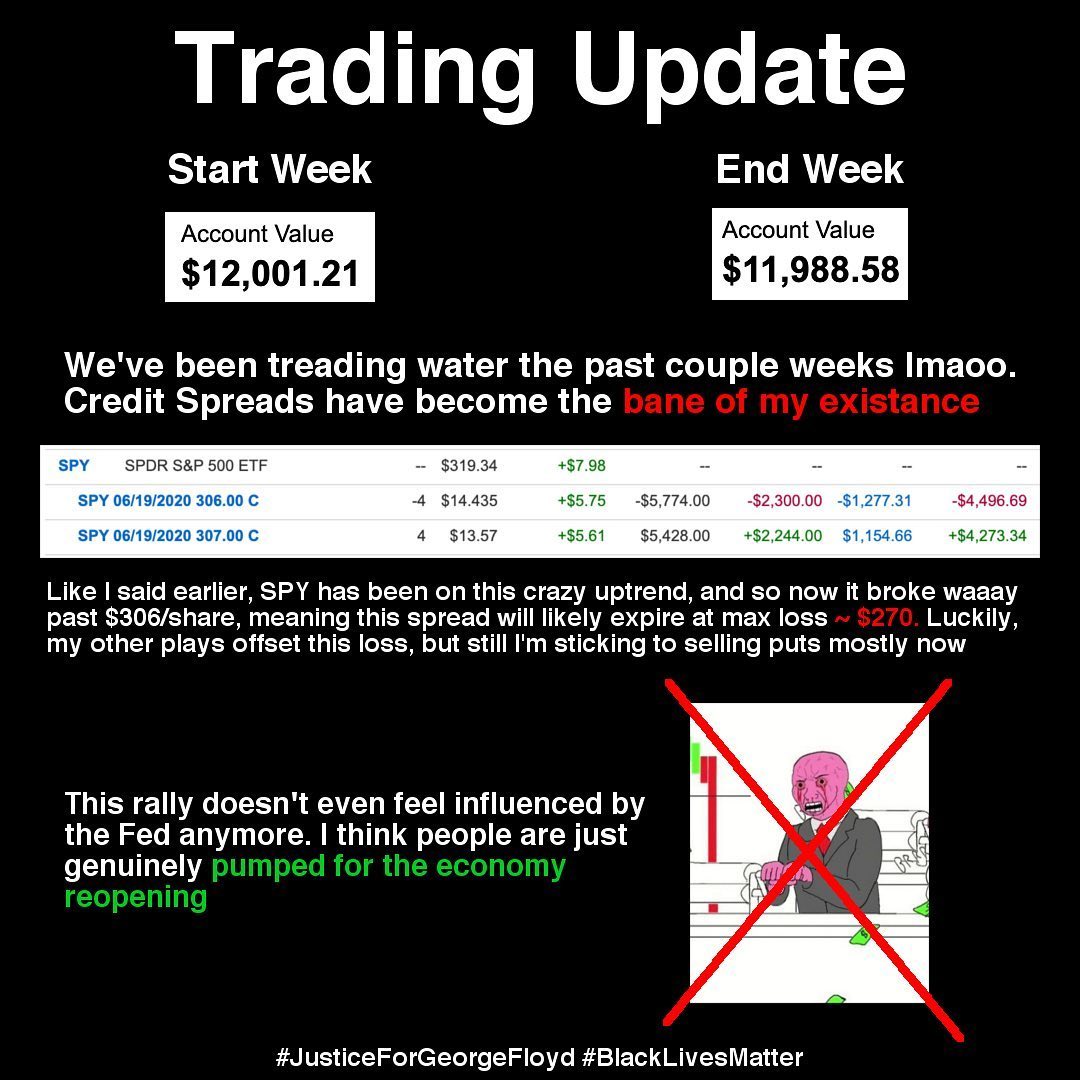 Trading Update
Start Week
End Week
Account Value
$12,001.21
Account Value
$11,988.58
We've been treading water the past couple weeks lmaoo.
Credit Spreads have become the bane of my existance
SPY SPDR S&P 500 ETF -- $319.34 +$7.98 -- -- -- --
SPY 06/19/2020 306.00 C -4 $14.435 +$5.75 -$5,774.00 -$2,300.00 -$1,277.31 -$4,496.69
SPY 06/19/2020 307.00 C 4 $13.57 +$5.61 $5,428.00 +$2,244.00 $1,154.66 +$4,273.34
Like I said earlier, SPY has been on this crazy uptrend, and so now it broke waaay
past $306/share, meaning this spread will likely expire at max loss ~ $270. Luckily,
my other plays offset this loss, but still I'm sticking to selling puts mostly now
This rally doesn't even feel influenced by
the Fed anymore. I think people are just
genuinely pumped for the economy
reopening
#JusticeForGeorgeFloyd #BlackLivesMatter